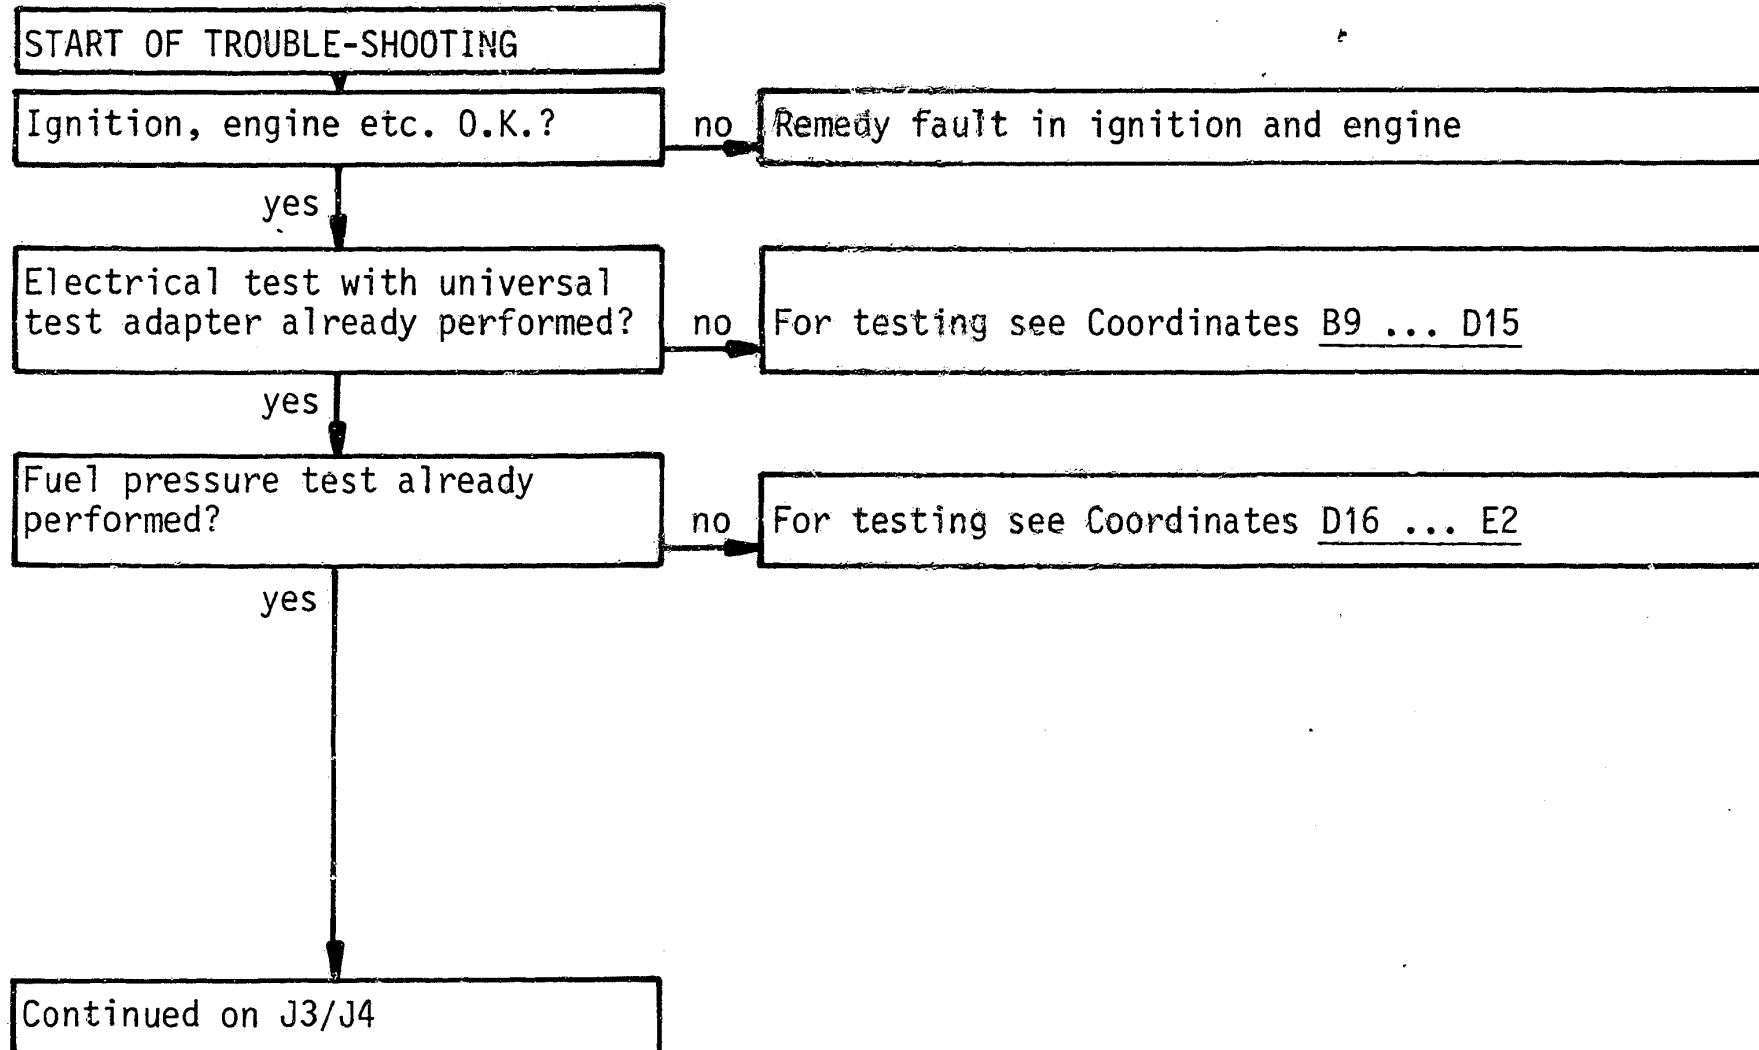 START OF TROUBLE-SHOOTING
Ignition, engine etc. O.K.?
no
Remedy fault in ignition and engine
yes
Electrical test with universal
test adapter already performed?
no
For testing see Coordinates B9 ... D15
yes
Fuel pressure test already
performed?
no
For testing see Coordinates D16 ... E2
yes
Continued on J3/J4